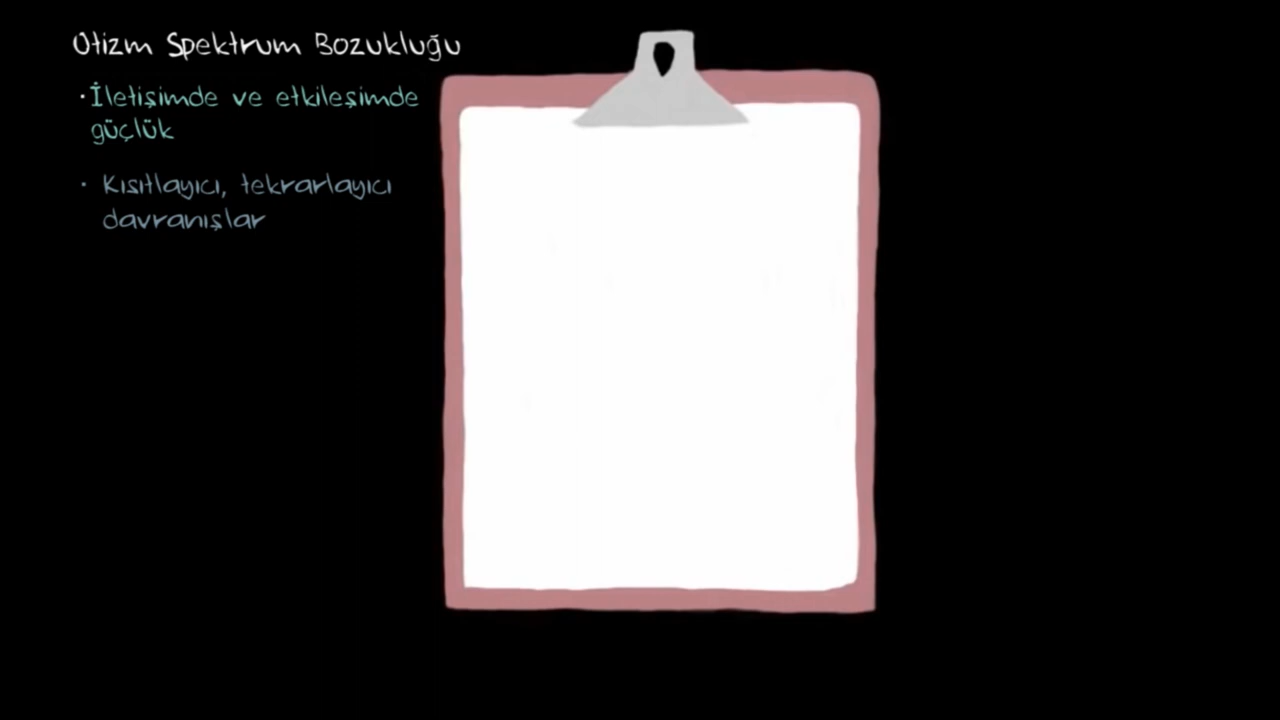 Otizm Spektrum Bozukluğu
· İletişimde ve etkileşimde
güçlük
· Kısıtlayıcı, tekrarlayıcı
davranışlar